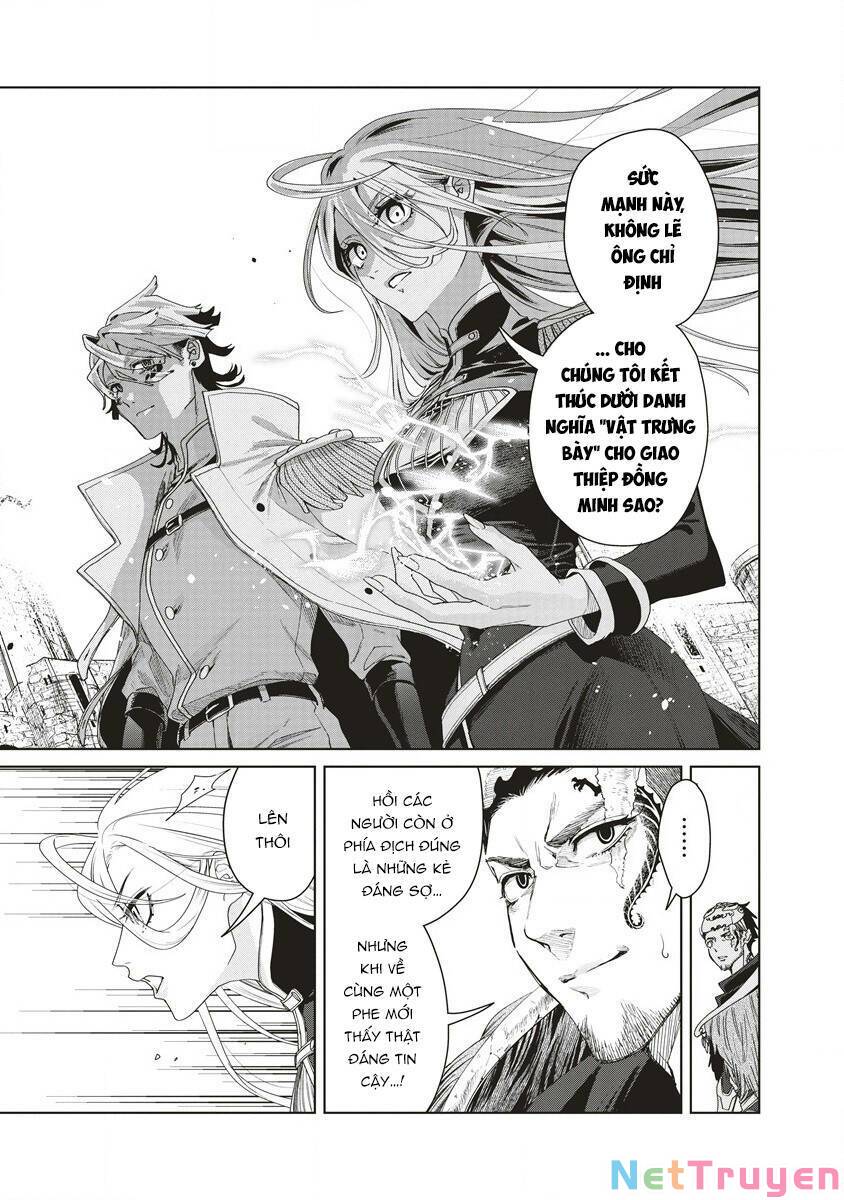 SỨC
MẠNH NÀY,
KHÔNG LẼ
ÔNG CHỈ
ĐỊNH
... CHO
CHÚNG TÔI KẾT
THÚC DƯỚI DANH
NGHĨA "VẬT TRƯNG
BÀY" CHO GIAO
THIỆP ĐỒNG
MINH SAO?
......
HỒI CÁC
NGƯỜI CÒN Ở
PHÍA ĐỊCH ĐÚNG
LÀ NHỮNG KẺ
ĐÁNG SỢ...
NHƯNG
KHI VỀ
CÙNG MỘT
PHE MỚI
THẤY THẬT
ĐÁNG TIN
CẬY...!
LÊN
THÔI
NetTruyen